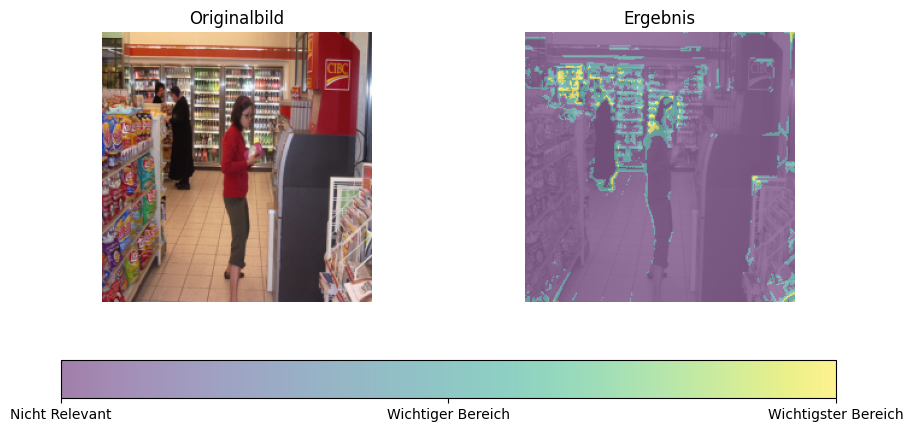 Originalbild
Ergebnis
CIBC
Nicht Relevant
Wichtiger Bereich
Wichtigster Bereich